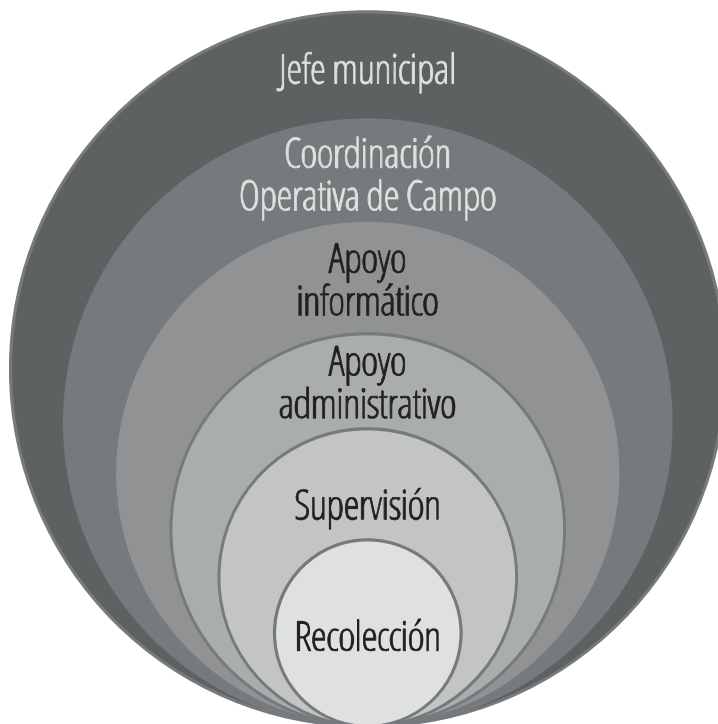 Jefe municipal
Coordinación
Operativa de Campo
Apoyo
informático
Apoyo
administrativo
Supervisión
Recolección